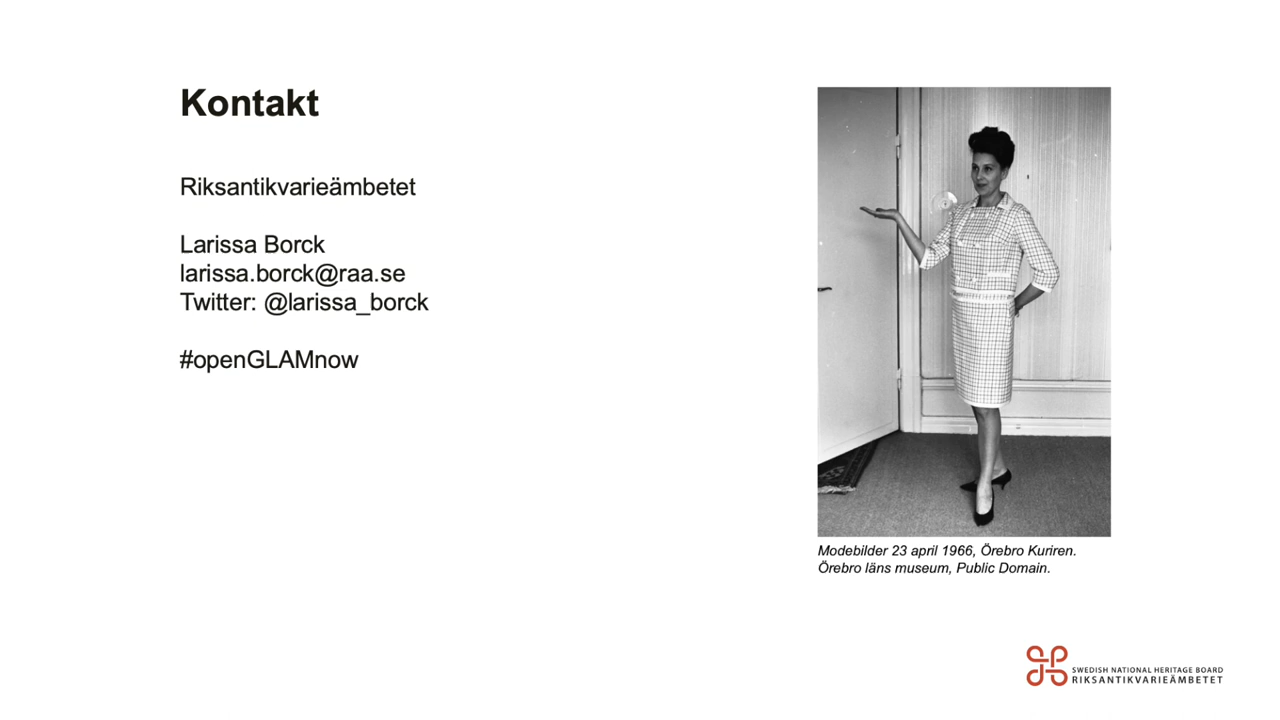 Kontakt
Riksantikvarieämbetet
Larissa Borck
larissa.borck@raa.se
Twitter: @larissa_borck
#openGLAMnow
Modebilder 23 april 1966, Örebro Kuriren.
Örebro läns museum, Public Domain.
SWEDISH NATIONAL HERITAGE BOARD
RIKSANTIKVARIEÄMBETET